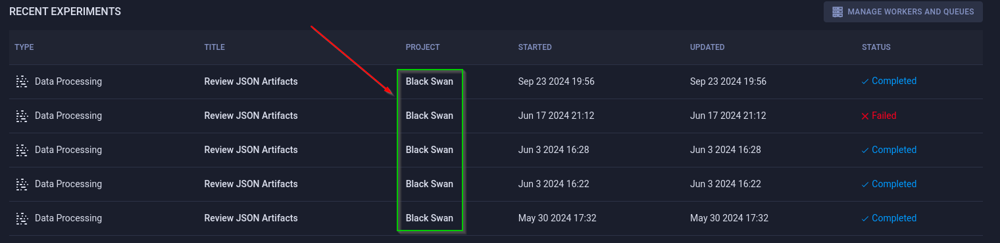 RECENT EXPERIMENTS MANAGE WORKERS AND QUEUES
TYPE TITLE PROJECT STARTED UPDATED STATUS
Data Processing Review JSON Artifacts Black Swan Sep 23 2024 19:56 Sep 23 2024 19:56 Completed
Data Processing Review JSON Artifacts Black Swan Jun 17 2024 21:12 Jun 17 2024 21:12 Failed
Data Processing Review JSON Artifacts Black Swan Jun 3 2024 16:28 Jun 3 2024 16:28 Completed
Data Processing Review JSON Artifacts Black Swan Jun 3 2024 16:22 Jun 3 2024 16:22 Completed
Data Processing Review JSON Artifacts Black Swan May 30 2024 17:32 May 30 2024 17:32 Completed